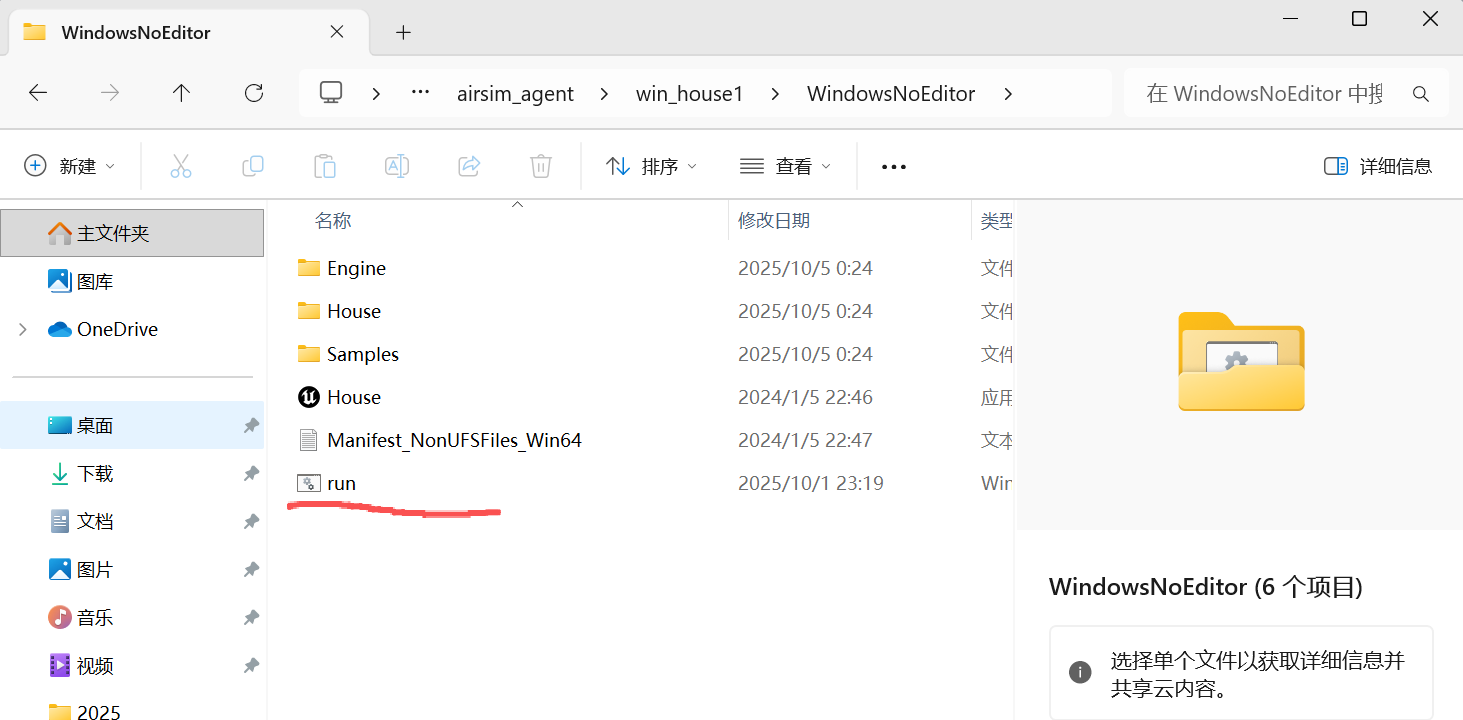 WindowsNoEditor
… airsim_agent > win_house1 > WindowsNoEditor >
在 WindowsNoEditor 中
新建
排序
查看
详细信息
主文件夹
图库
OneDrive
桌面
下载
文档
图片
音乐
视频
2025
名称 修改日期 类型
Engine 2025/10/5 0:24 文件
House 2025/10/5 0:24 文件
Samples 2025/10/5 0:24 文件
House 2024/1/5 22:46 应用
Manifest_NonUFSFiles_Win64 2024/1/5 22:47 文本
run 2025/10/1 23:19 Win
WindowsNoEditor (6 个项目)
选择单个文件以获取详细信息并
共享云内容。